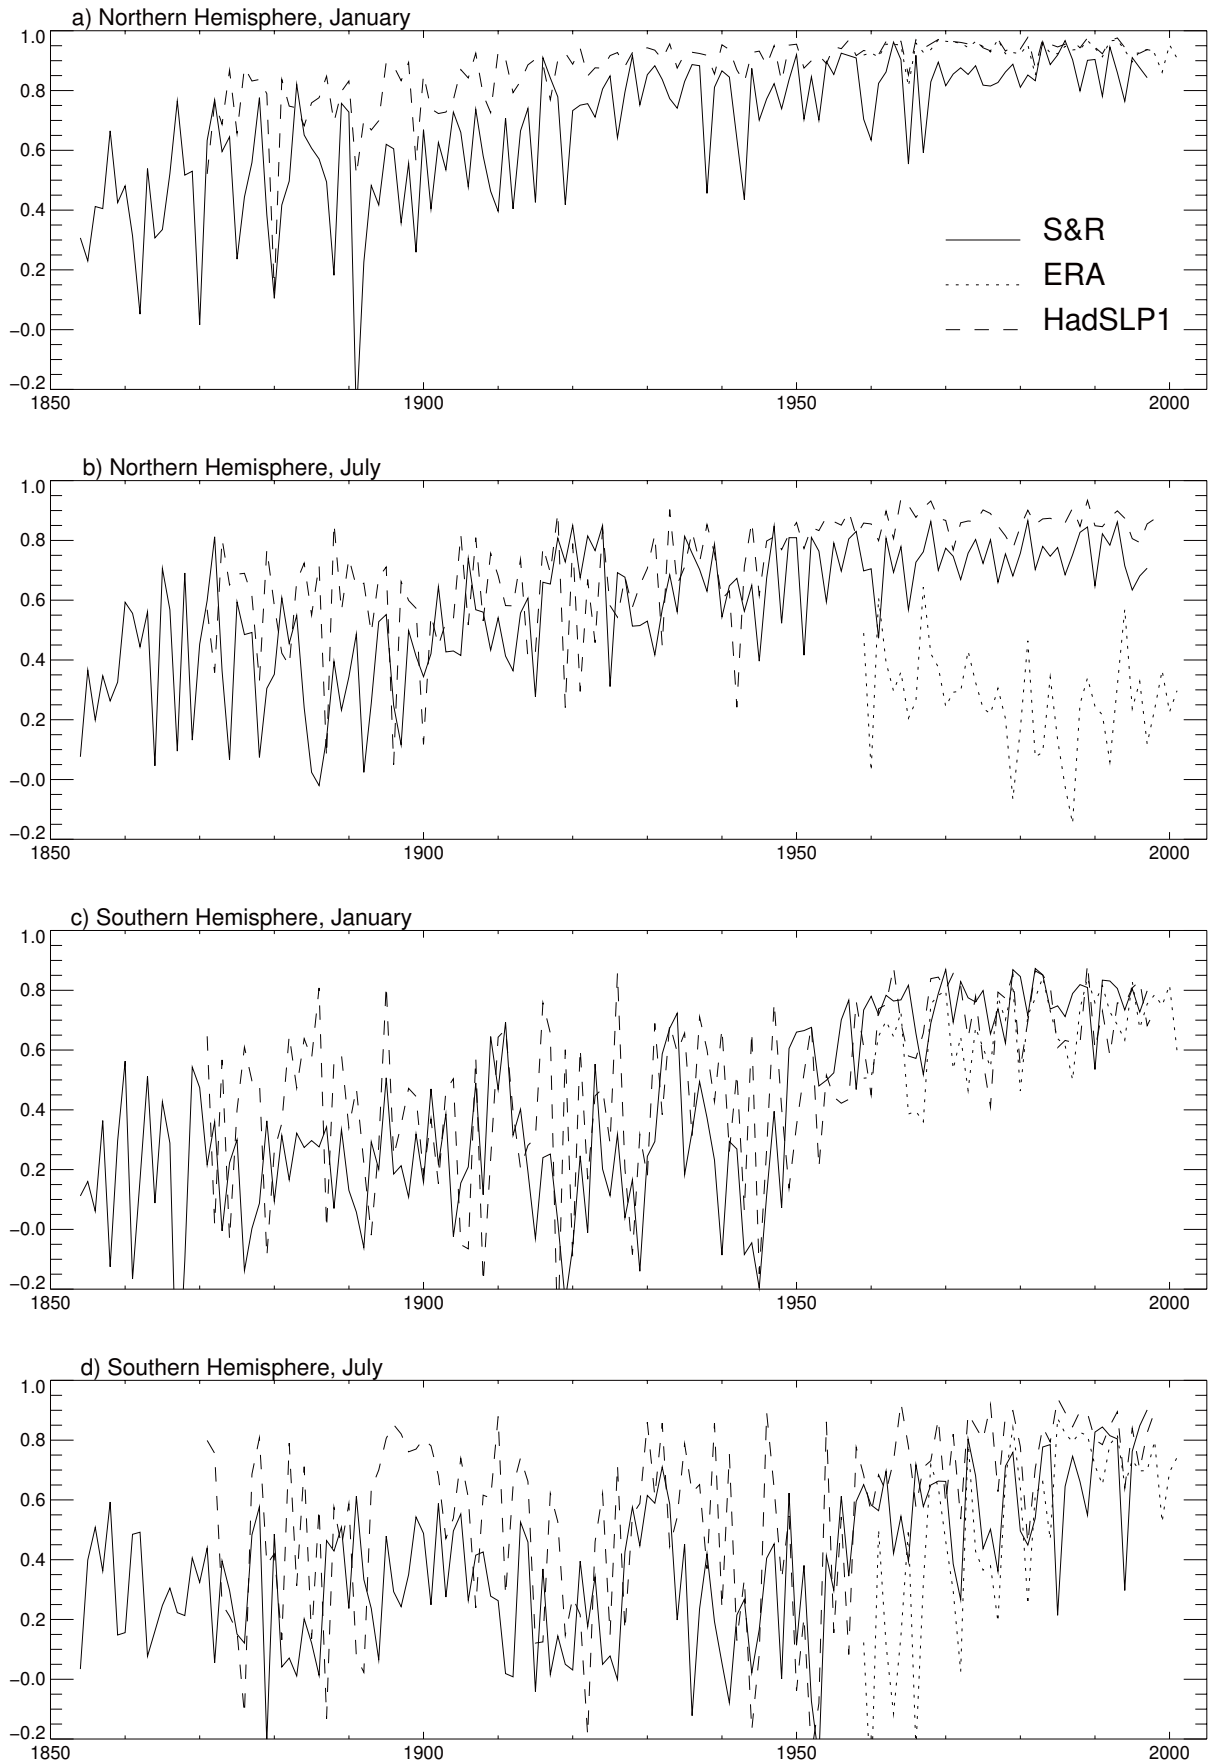 a) Northern Hemisphere, January
1.0
0.8
0.6
0.4
0.2
−0.0
−0.2
S&R
ERA
HadSLP1
1850 1900 1950 2000
b) Northern Hemisphere, July
1.0
0.8
0.6
0.4
0.2
−0.0
−0.2
1850 1900 1950 2000
c) Southern Hemisphere, January
1.0
0.8
0.6
0.4
0.2
−0.0
−0.2
1850 1900 1950 2000
d) Southern Hemisphere, July
1.0
0.8
0.6
0.4
0.2
−0.0
−0.2
1850 1900 1950 2000